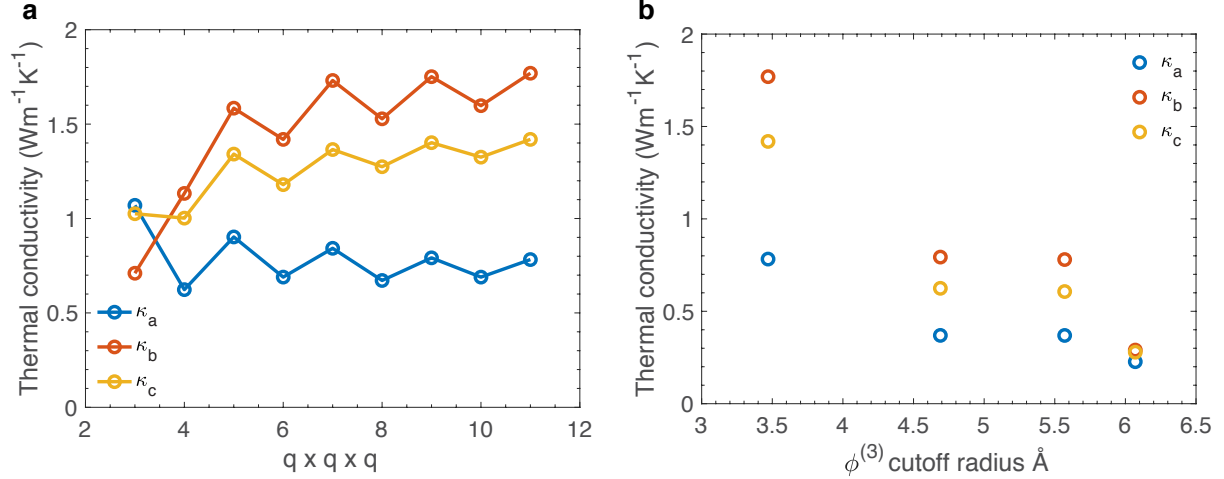 a
Thermal conductivity (Wm⁻¹K⁻¹)
2
1.5
1
0.5
0
κa
κb
κc
2 4 6 8 10 12
q x q x q
b
Thermal conductivity (Wm⁻¹K⁻¹)
2
1.5
1
0.5
0
κa
κb
κc
3 3.5 4 4.5 5 5.5 6 6.5
ϕ⁽³⁾ cutoff radius Å